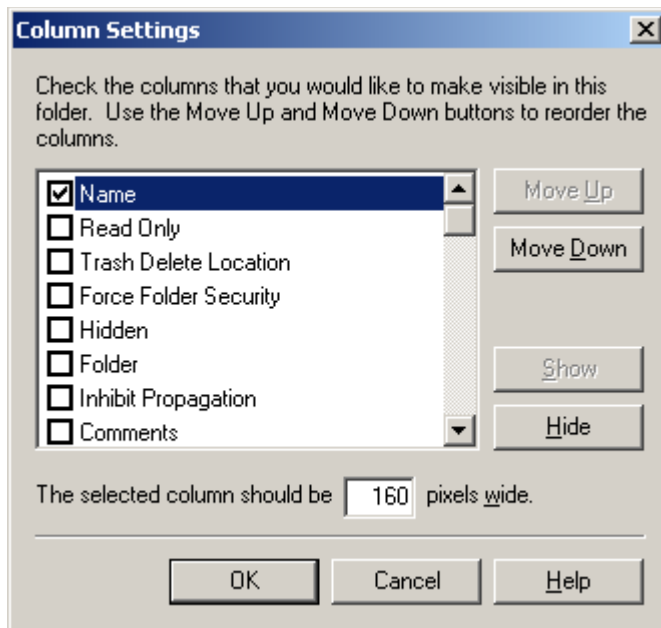 Column Settings
Check the columns that you would like to make visible in this
folder. Use the Move Up and Move Down buttons to reorder the
columns.
Name
Read Only
Trash Delete Location
Force Folder Security
Hidden
Folder
Inhibit Propagation
Comments
Move Up
Move Down
Show
Hide
The selected column should be 160 pixels wide.
OK Cancel Help